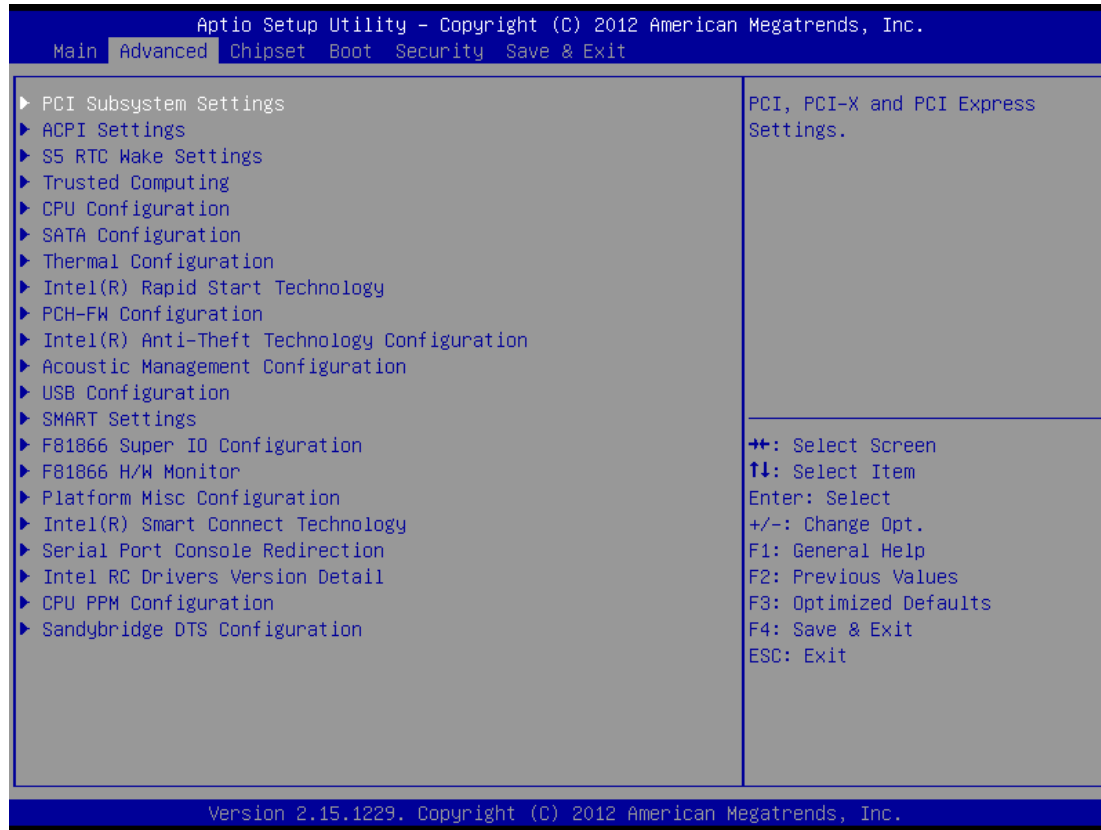 Aptio Setup Utility – Copyright (C) 2012 American Megatrends, Inc.
Main Advanced Chipset Boot Security Save & Exit
▶ PCI Subsystem Settings
▶ ACPI Settings
▶ S5 RTC Wake Settings
▶ Trusted Computing
▶ CPU Configuration
▶ SATA Configuration
▶ Thermal Configuration
▶ Intel(R) Rapid Start Technology
▶ PCH-FW Configuration
▶ Intel(R) Anti-Theft Technology Configuration
▶ Acoustic Management Configuration
▶ USB Configuration
▶ SMART Settings
▶ F81866 Super IO Configuration
▶ F81866 H/W Monitor
▶ Platform Misc Configuration
▶ Intel(R) Smart Connect Technology
▶ Serial Port Console Redirection
▶ Intel RC Drivers Version Detail
▶ CPU PPM Configuration
▶ Sandybridge DTS Configuration
PCI, PCI-X and PCI Express
Settings.
→←: Select Screen
↑↓: Select Item
Enter: Select
+/-: Change Opt.
F1: General Help
F2: Previous Values
F3: Optimized Defaults
F4: Save & Exit
ESC: Exit
Version 2.15.1229. Copyright (C) 2012 American Megatrends, Inc.